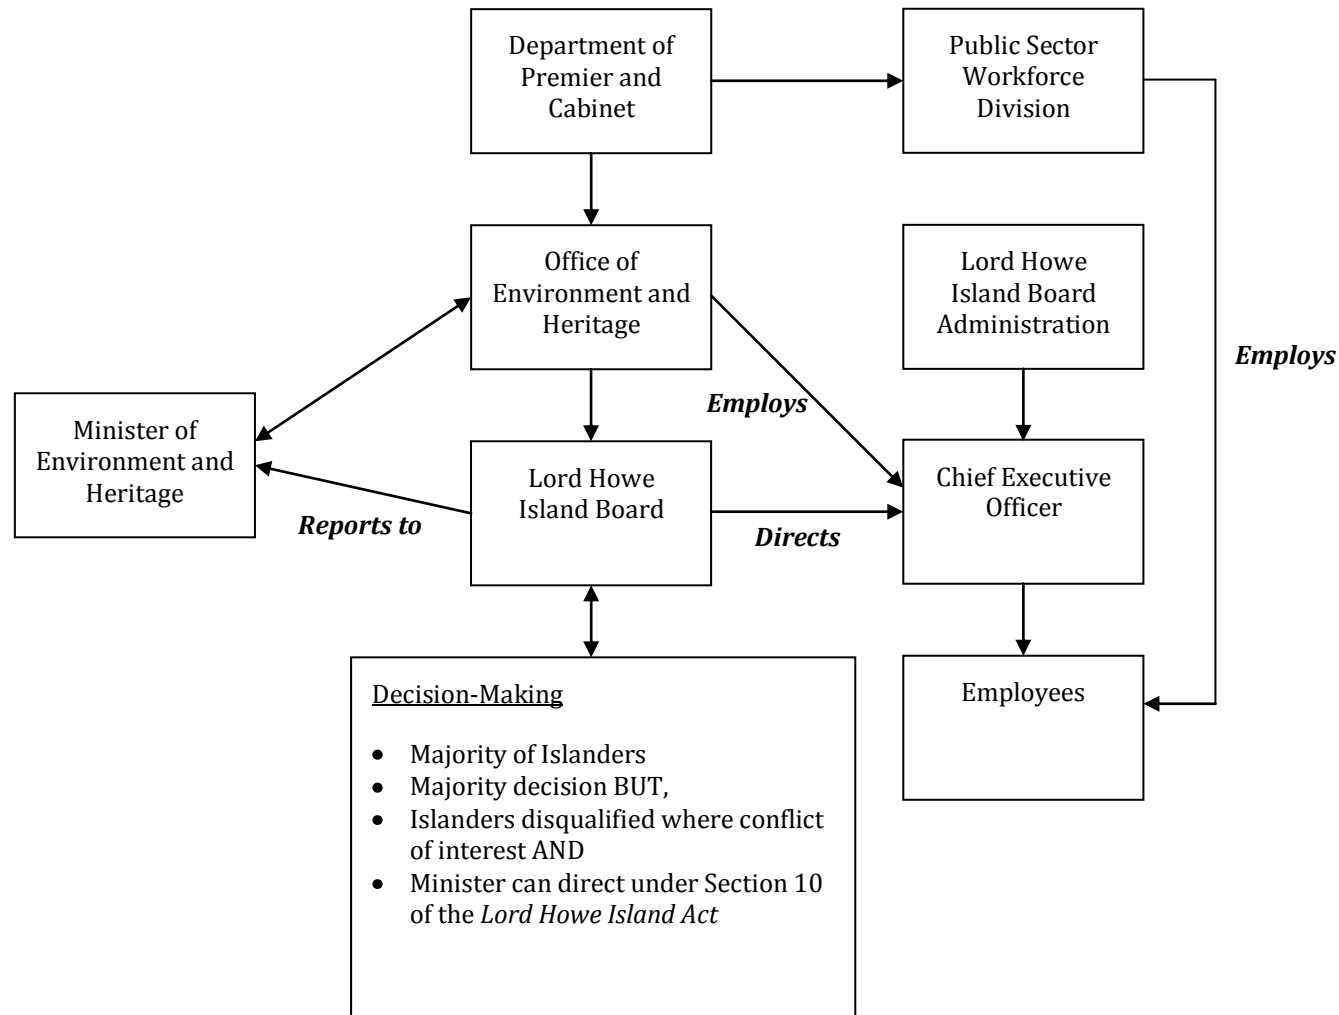 Department of
Premier and
Cabinet
Public Sector
Workforce
Division
Office of
Environment and
Heritage
Lord Howe
Island Board
Administration
Employs
Employs
Minister of
Environment and
Heritage
Reports to
Lord Howe
Island Board
Directs
Chief Executive
Officer
Decision-Making
• Majority of Islanders
• Majority decision BUT,
• Islanders disqualified where conflict
of interest AND
• Minister can direct under Section 10
of the Lord Howe Island Act
Employees